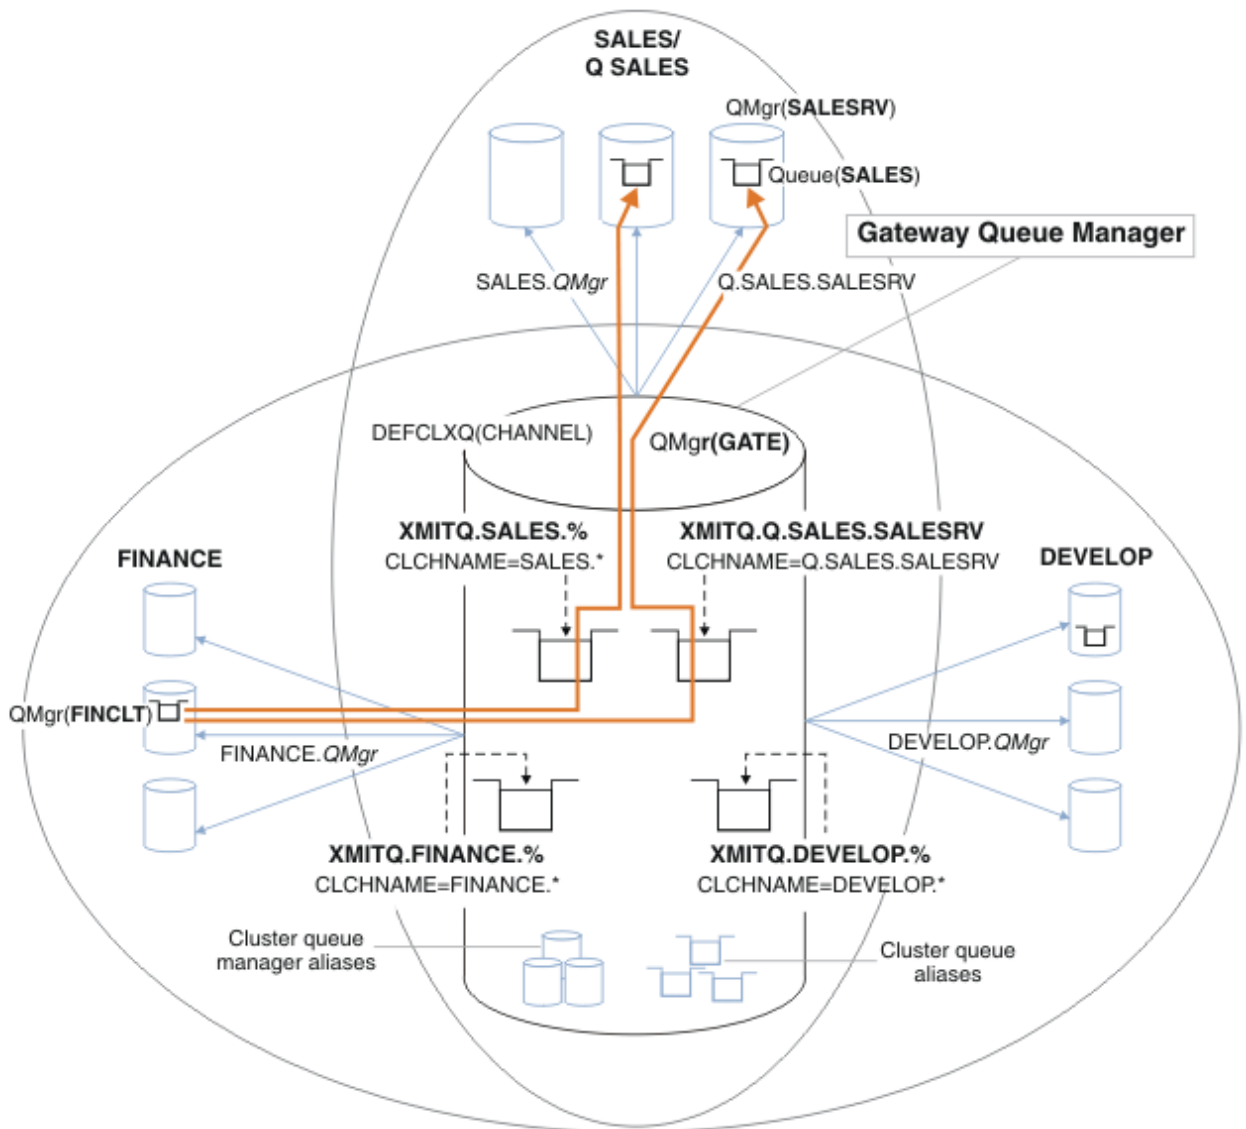 SALES/
Q SALES
QMgr(SALESRV)
Queue(SALES)
Gateway Queue Manager
SALES.QMgr
Q.SALES.SALESRV
DEFCLXQ(CHANNEL)
QMgr(GATE)
XMITQ.SALES.%
CLCHNAME=SALES.*
XMITQ.Q.SALES.SALESRV
CLCHNAME=Q.SALES.SALESRV
FINANCE
DEVELOP
QMgr(FINCLT)
FINANCE.QMgr
DEVELOP.QMgr
XMITQ.FINANCE.%
CLCHNAME=FINANCE.*
XMITQ.DEVELOP.%
CLCHNAME=DEVELOP.*
Cluster queue
manager aliases
Cluster queue
aliases